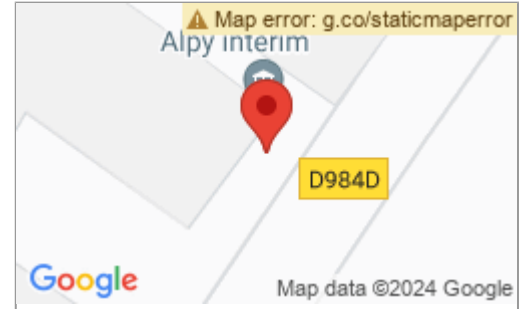 Map error: g.co/staticmaperror
Alpy interim
D984D
Google
Map data ©2024 Google